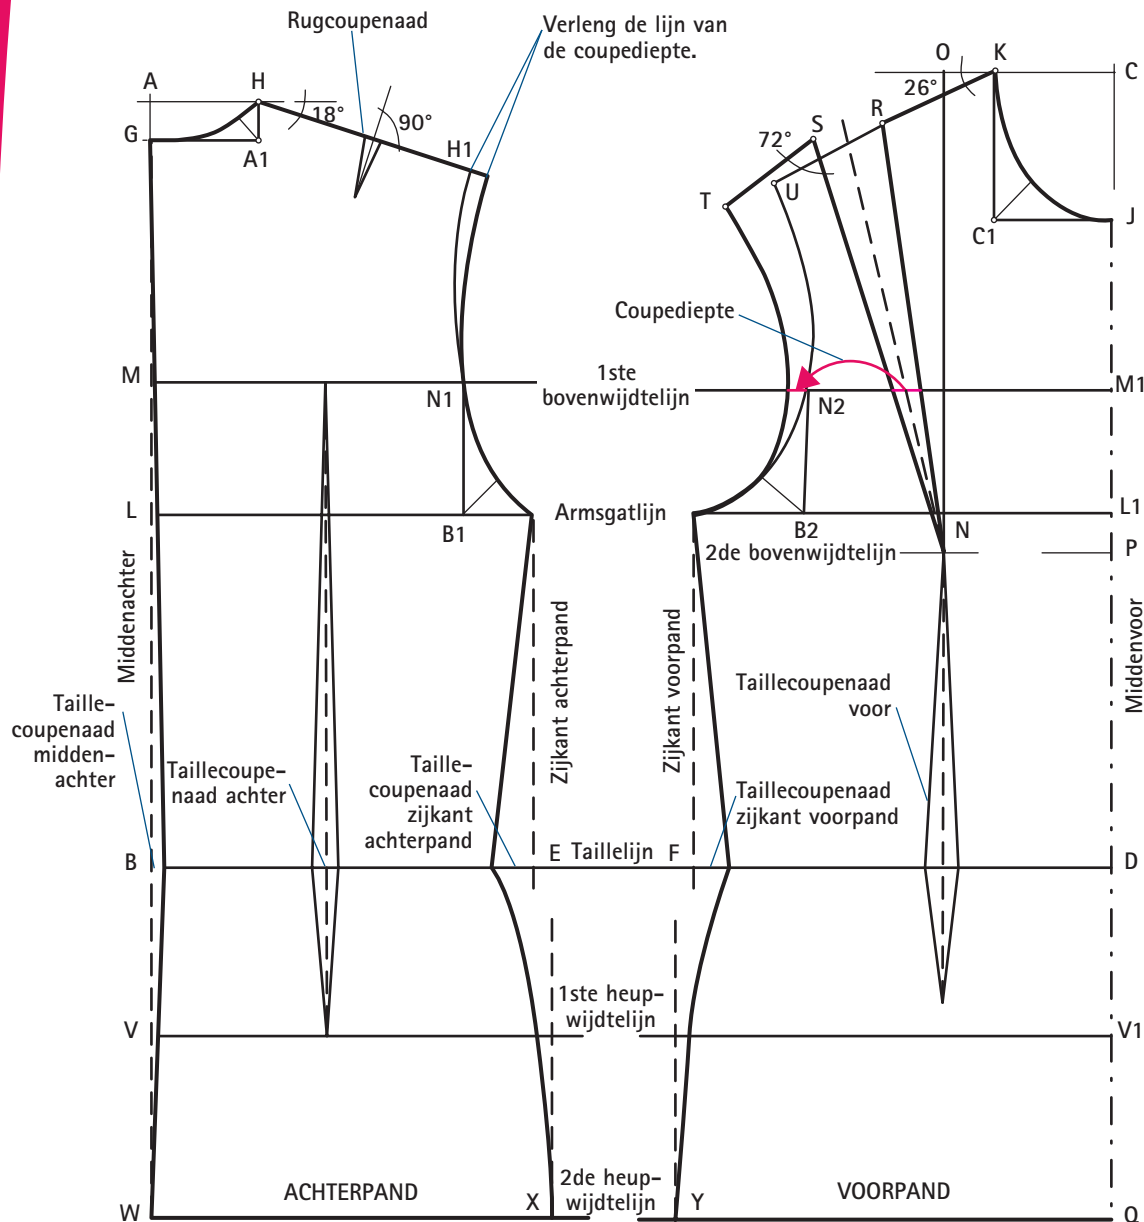 Rugcoupenaad
Verleng de lijn van
de coupediepte.
A
H
O
K
C
18°
90°
26°
G
A1
H1
72°
S
R
U
T
C1
J
Coupediepte
M
N1
1ste
bovenwijdtelijn
N2
M1
L
B1
Armsgatlijn
B2
N
L1
2de bovenwijdtelijn
P
Middenachter
Zijkant achterpand
Zijkant voorpand
Middenvoor
Taille-
coupenaad
midden-
achter
Taillecoupe-
naad achter
Taille-
coupenaad
zijkant
achterpand
Taillecoupenaad
voor
Taillecoupenaad
zijkant voorpand
B
E
Taillelijn
F
D
1ste heup-
wijdtelijn
V
V1
ACHTERPAND
X
2de heup-
wijdtelijn
Y
VOORPAND
W
Q